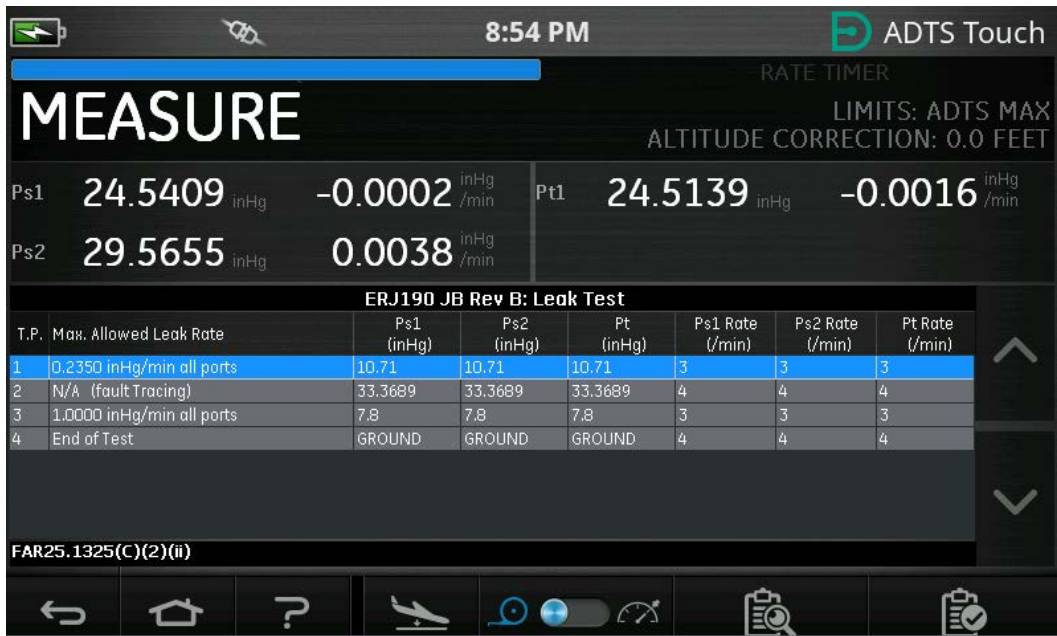 8:54 PM ADTS Touch
RATE TIMER
MEASURE
LIMITS: ADTS MAX
ALTITUDE CORRECTION: 0.0 FEET
Ps1 24.5409 inHg -0.0002 inHg/min Pt1 24.5139 inHg -0.0016 inHg/min
Ps2 29.5655 inHg 0.0038 inHg/min
ERJ190 JB Rev B: Leak Test
T.P. Max. Allowed Leak Rate Ps1 (inHg) Ps2 (inHg) Pt (inHg) Ps1 Rate (/min) Ps2 Rate (/min) Pt Rate (/min)
1 0.2350 inHg/min all ports 10.71 10.71 10.71 3 3 3
2 N/A (fault Tracing) 33.3689 33.3689 33.3689 4 4 4
3 1.0000 inHg/min all ports 7.8 7.8 7.8 3 3 3
4 End of Test GROUND GROUND GROUND 4 4 4
FAR25.1325(C)(2)(ii)
?